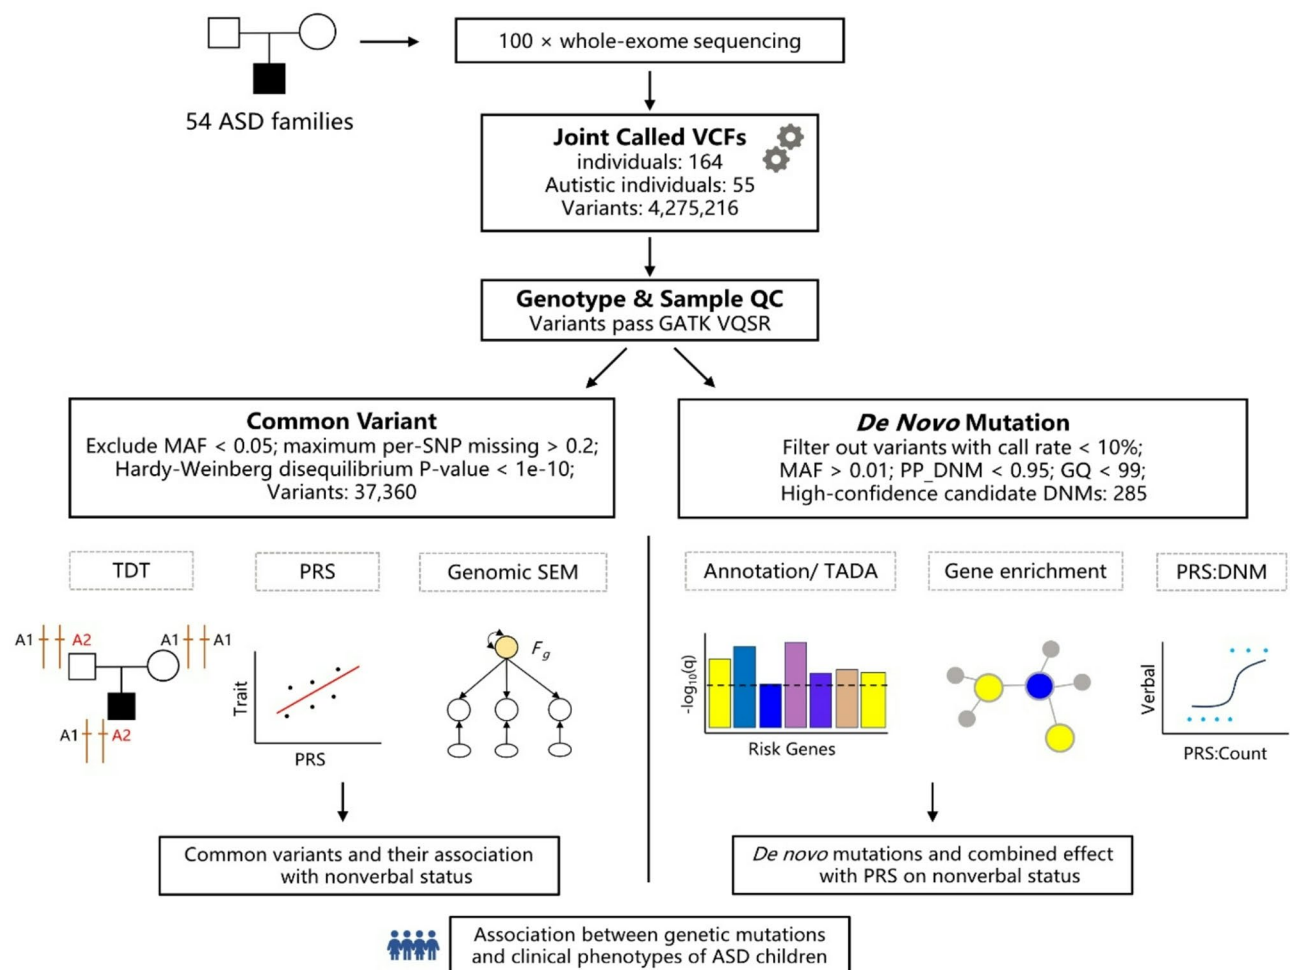 100 × whole-exome sequencing
54 ASD families
Joint Called VCFs
individuals: 164
Autistic individuals: 55
Variants: 4,275,216
Genotype & Sample QC
Variants pass GATK VQSR
Common Variant
Exclude MAF < 0.05; maximum per-SNP missing > 0.2;
Hardy-Weinberg disequilibrium P-value < 1e-10;
Variants: 37,360
De Novo Mutation
Filter out variants with call rate < 10%;
MAF > 0.01; PP_DNM < 0.95; GQ < 99;
High-confidence candidate DNMs: 285
TDT
PRS
Genomic SEM
Annotation/ TADA
Gene enrichment
PRS:DNM
A1 A2
A1 A1
A1 A2
Trait
PRS
Fg
-log10(q)
Risk Genes
Verbal
PRS:Count
Common variants and their association
with nonverbal status
De novo mutations and combined effect
with PRS on nonverbal status
Association between genetic mutations
and clinical phenotypes of ASD children